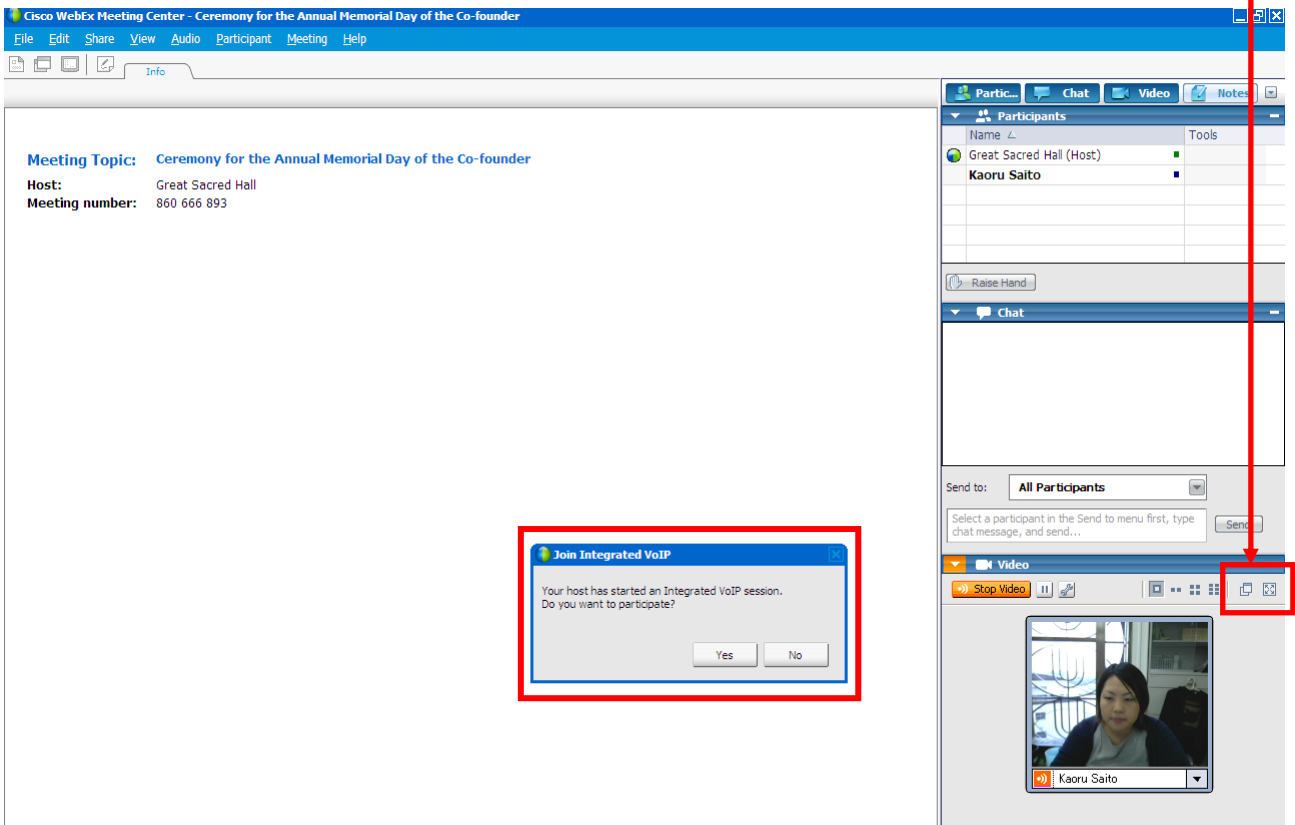 Cisco WebEx Meeting Center - Ceremony for the Annual Memorial Day of the Co-founder
File Edit Share View Audio Participant Meeting Help
Info
Meeting Topic: Ceremony for the Annual Memorial Day of the Co-founder
Host: Great Sacred Hall
Meeting number: 860 666 893
Join Integrated VoIP
Your host has started an Integrated VoIP session.
Do you want to participate?
Yes No
Partic... Chat Video Notes
Participants
Name Tools
Great Sacred Hall (Host)
Kaoru Saito
Raise Hand
Chat
Send to: All Participants
Select a participant in the Send to menu first, type
chat message, and send...
Send
Video
Stop Video
Kaoru Saito